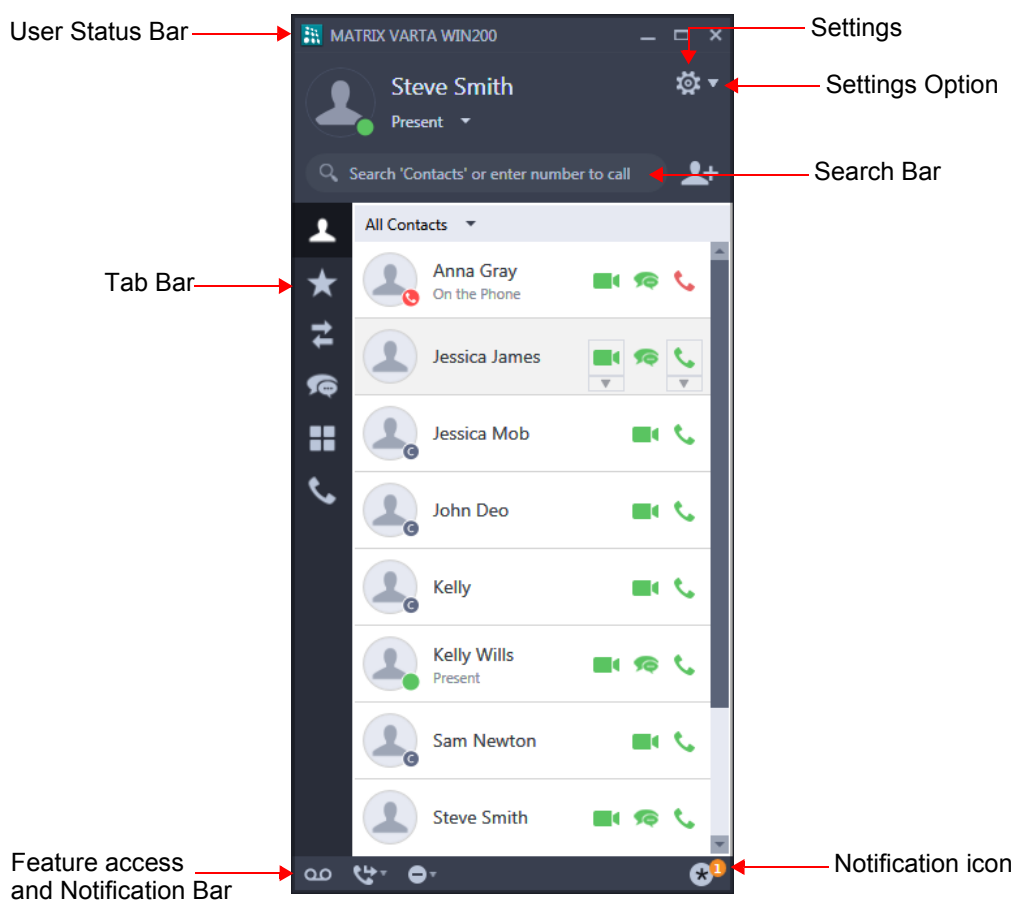 User Status Bar
MATRIX VARTA WIN200
Settings
Steve Smith
Settings Option
Present
Search 'Contacts' or enter number to call
Search Bar
All Contacts
Tab Bar
Anna Gray
On the Phone
Jessica James
Jessica Mob
C
John Deo
C
Kelly
C
Kelly Wills
Present
Sam Newton
C
Steve Smith
Feature access
and Notification Bar
1
Notification icon